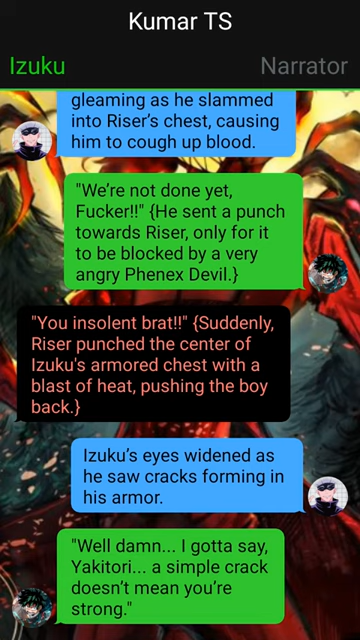 Kumar TS
Izuku
Narrator
gleaming as he slammed
into Riser's chest, causing
him to cough up blood.
"We're not done yet,
Fucker!!" {He sent a punch
towards Riser, only for it
to be blocked by a very
angry Phenex Devil.}
"You insolent brat!!" {Suddenly,
Riser punched the center of
Izuku's armored chest with a
blast of heat, pushing the boy
back.}
Izuku’s eyes widened as
he saw cracks forming in
his armor.
"Well damn... I gotta say,
Yakitori... a simple crack
doesn’t mean you’re
strong."